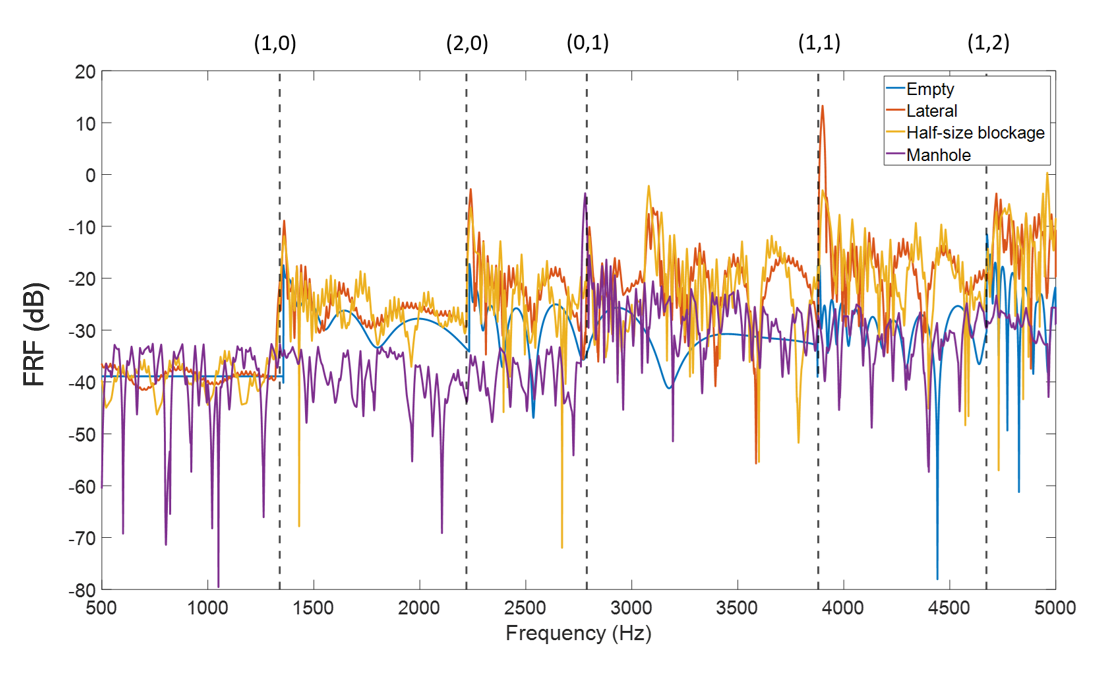 (1,0) (2,0) (0,1) (1,1) (1,2)
20
10
0
-10
-20
-30
-40
-50
-60
-70
-80
FRF (dB)
Empty
Lateral
Half-size blockage
Manhole
500 1000 1500 2000 2500 3000 3500 4000 4500 5000
Frequency (Hz)